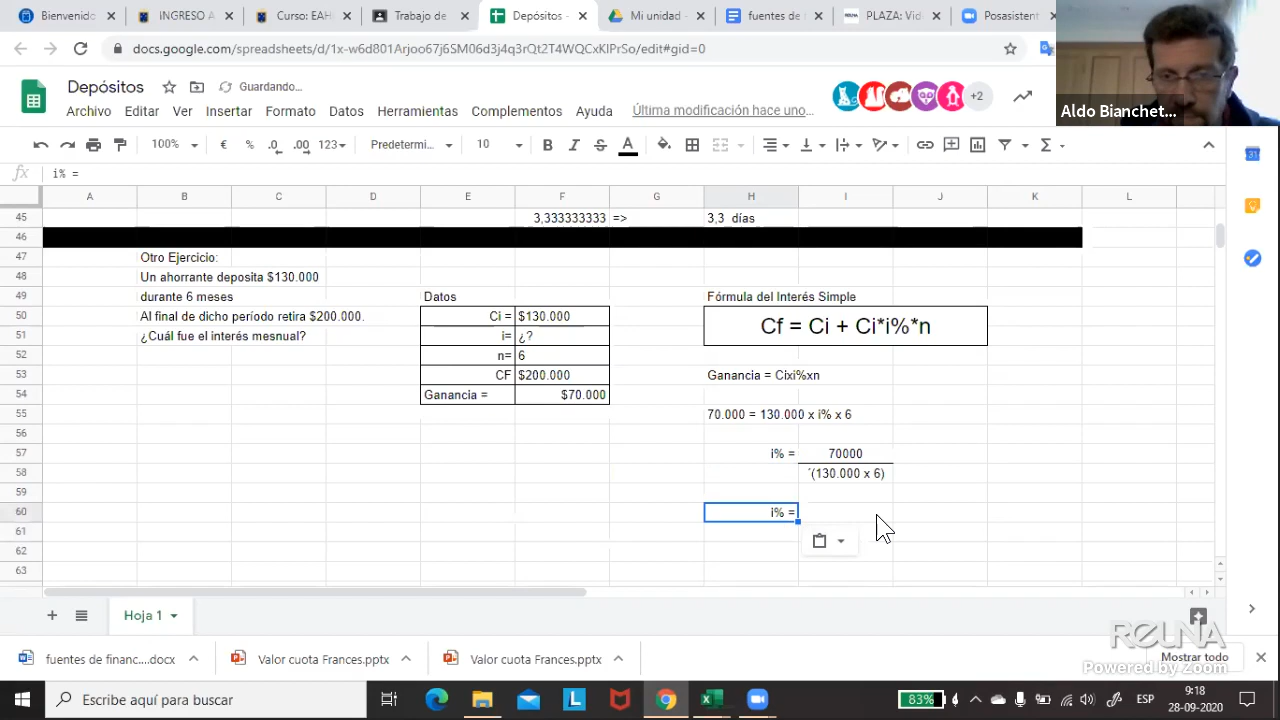 Bienvenido
INGRESO A
Curso: EAH
Trabajo de
Depósitos -
Mi unidad -
fuentes de
PLAZA: Vid
Posasistent
docs.google.com/spreadsheets/d/1x-w6d801Arjoo67j6SM06d3j4q3rQt2T4WQCxKlPrSo/edit#gid=0
Aldo Bianchet...
Depósitos
Guardando...
+2
Archivo Editar Ver Insertar Formato Datos Herramientas Complementos Ayuda Última modificación hace uno...
100% € % .0 .00 123 Predetermi... 10 B I S A
fx i% =
A B C D E F G H I J K L
45 3,333333333 => 3,3 días
46
47 Otro Ejercicio:
48 Un ahorrante deposita $130.000
49 durante 6 meses Datos Fórmula del Interés Simple
50 Al final de dicho período retira $200.000. Ci = $130.000
Cf = Ci + Ci*i%*n
51 ¿Cuál fue el interés mesnual? i= ¿?
52 n= 6
53 CF $200.000 Ganancia = Cixi%xn
54 Ganancia = $70.000
55 70.000 = 130.000 x i% x 6
56
57 i% = 70000
58 ´(130.000 x 6)
59
60 i% =
61
62
63
Hoja 1
REUNA
Powered by Zoom
fuentes de financ....docx
Valor cuota Frances.pptx
Valor cuota Frances.pptx
Mostrar todo
Escribe aquí para buscar
83%
ESP
9:18
28-09-2020